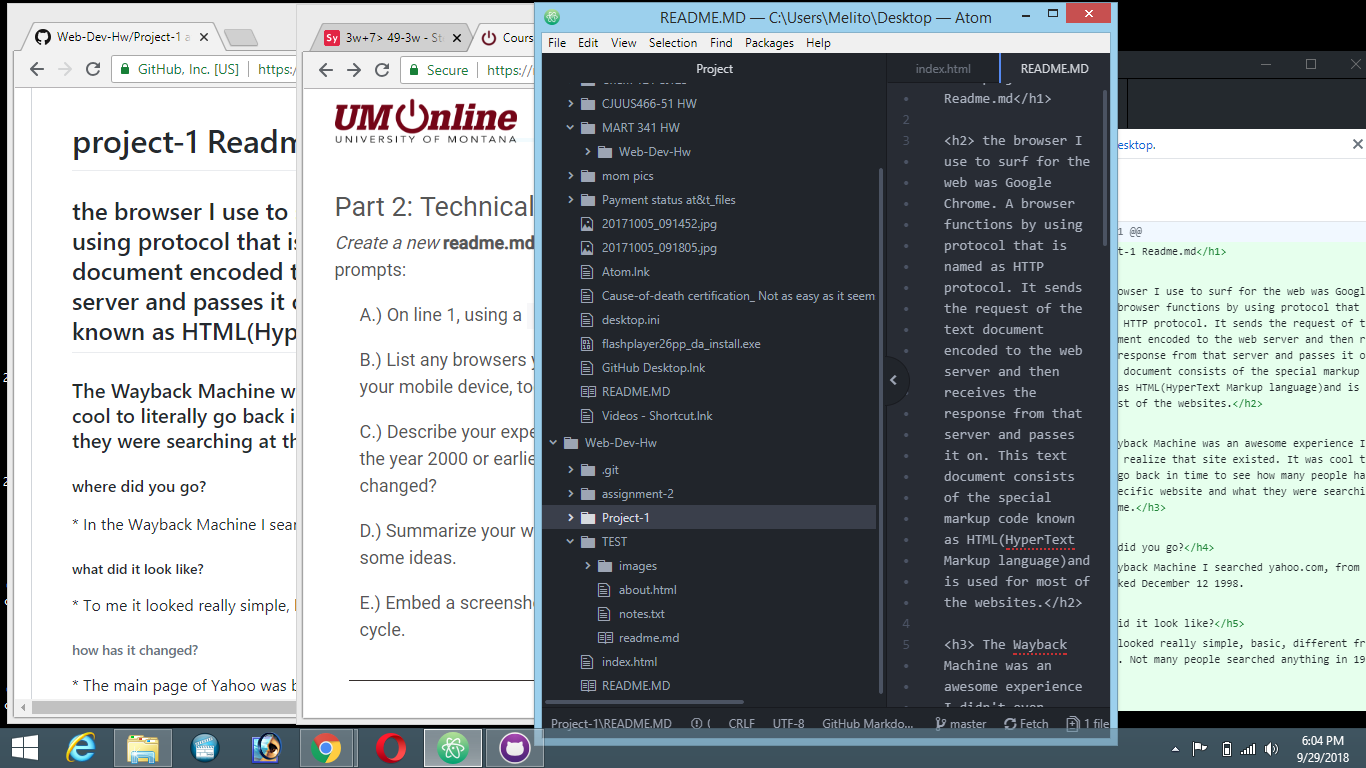 Web-Dev-Hw/Project-1 a
GitHub, Inc. [US]
https:/
project-1 Readm
the browser I use to
using protocol that is
document encoded t
server and passes it
known as HTML(Hyper
The Wayback Machine w
cool to literally go back i
they were searching at th
where did you go?
* In the Wayback Machine I sear
what did it look like?
* To me it looked really simple,
how has it changed?
* The main page of Yahoo was b
3w+7> 49-3w - S
Cours
Secure
https://
UMOnline
UNIVERSITY OF MONTANA
Part 2: Technical
Create a new readme.md
prompts:
A.) On line 1, using a
B.) List any browsers y
your mobile device, to
C.) Describe your expe
the year 2000 or earlie
changed?
D.) Summarize your w
some ideas.
E.) Embed a screensh
cycle.
README.MD — C:\Users\Melito\Desktop — Atom
File Edit View Selection Find Packages Help
Project
CJUUS466-51 HW
MART 341 HW
Web-Dev-Hw
mom pics
Payment status at&t_files
20171005_091452.jpg
20171005_091805.jpg
Atom.lnk
Cause-of-death certification_ Not as easy as it seem
desktop.ini
flashplayer26pp_da_install.exe
GitHub Desktop.lnk
README.MD
Videos - Shortcut.lnk
Web-Dev-Hw
.git
assignment-2
Project-1
TEST
images
about.html
notes.txt
readme.md
index.html
README.MD
index.html
README.MD
Readme.md</h1>
2
3 <h2> the browser I
use to surf for the
web was Google
Chrome. A browser
functions by using
protocol that is
named as HTTP
protocol. It sends
the request of the
text document
encoded to the web
server and then
receives the
response from that
server and passes
it on. This text
document consists
of the special
markup code known
as HTML(HyperText
Markup language)and
is used for most of
the websites.</h2>
4
5 <h3> The Wayback
Machine was an
awesome experience
I didn't even
Project-1\README.MD
CRLF
UTF-8
GitHub Markdo...
master
Fetch
1 file
esktop.
1 @@
t-1 Readme.md</h1>
owser I use to surf for the web was Googl
browser functions by using protocol that
HTTP protocol. It sends the request of t
ment encoded to the web server and then r
response from that server and passes it o
document consists of the special markup
as HTML(HyperText Markup language)and is
st of the websites.</h2>
yback Machine was an awesome experience I
realize that site existed. It was cool t
go back in time to see how many people ha
ecific website and what they were searchi
me.</h3>
did you go?</h4>
yback Machine I searched yahoo.com, from
ked December 12 1998.
id it look like?</h5>
looked really simple, basic, different fr
. Not many people searched anything in 19
6:04 PM
9/29/2018